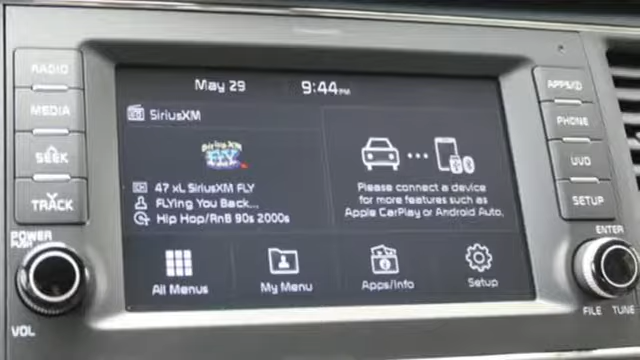 RADIO
MEDIA
SEEK
TRACK
POWER
PUSH
VOL
May 29
9:44PM
SiriusXM
SiriusXM
FLY
47 xL SiriusXM FLY
FLYing You Back...
Hip Hop/RnB 90s 2000s
Please connect a device
for more features such as
Apple CarPlay or Android Auto.
All Menus
My Menu
Apps/Info
Setup
PHONE
UVO
SETUP
ENTER
FILE
TUNE